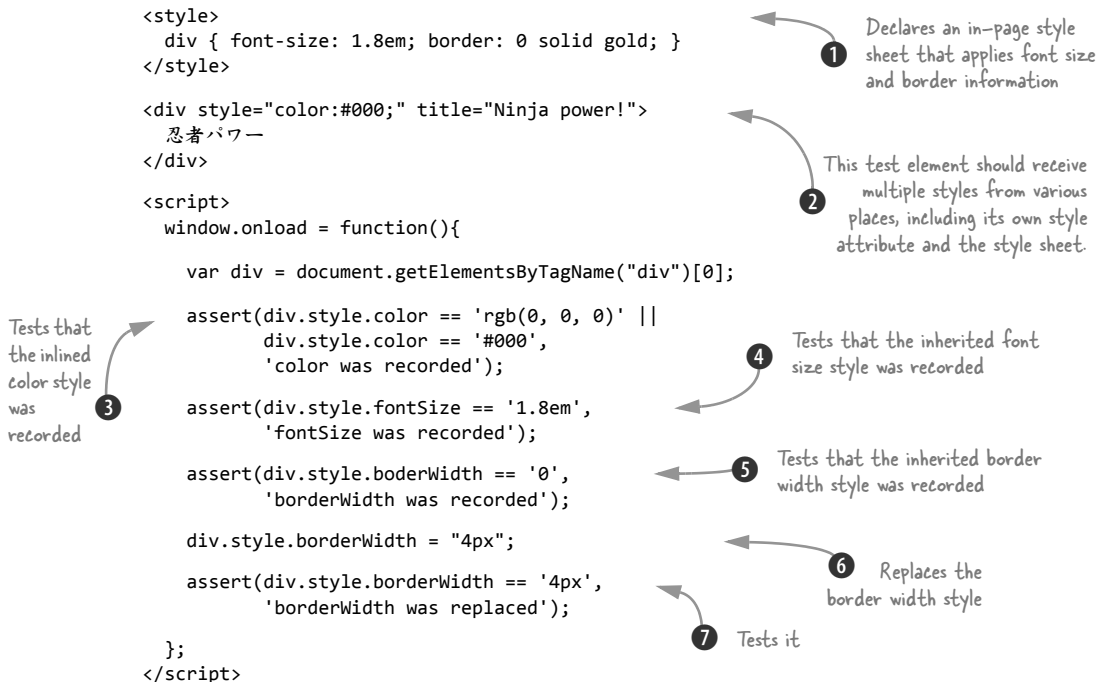 <style>
div { font-size: 1.8em; border: 0 solid gold; }
</style>
1 Declares an in-page style
sheet that applies font size
and border information
<div style="color:#000;" title="Ninja power!">
忍者パワー
</div>
2 This test element should receive
multiple styles from various
places, including its own style
attribute and the style sheet.
<script>
window.onload = function(){
var div = document.getElementsByTagName("div")[0];
assert(div.style.color == 'rgb(0, 0, 0)' ||
div.style.color == '#000',
'color was recorded');
Tests that
the inlined
color style
was
recorded
3
assert(div.style.fontSize == '1.8em',
'fontSize was recorded');
4 Tests that the inherited font
size style was recorded
assert(div.style.boderWidth == '0',
'borderWidth was recorded');
5 Tests that the inherited border
width style was recorded
div.style.borderWidth = "4px";
6 Replaces the
border width style
assert(div.style.borderWidth == '4px',
'borderWidth was replaced');
7 Tests it
};
</script>